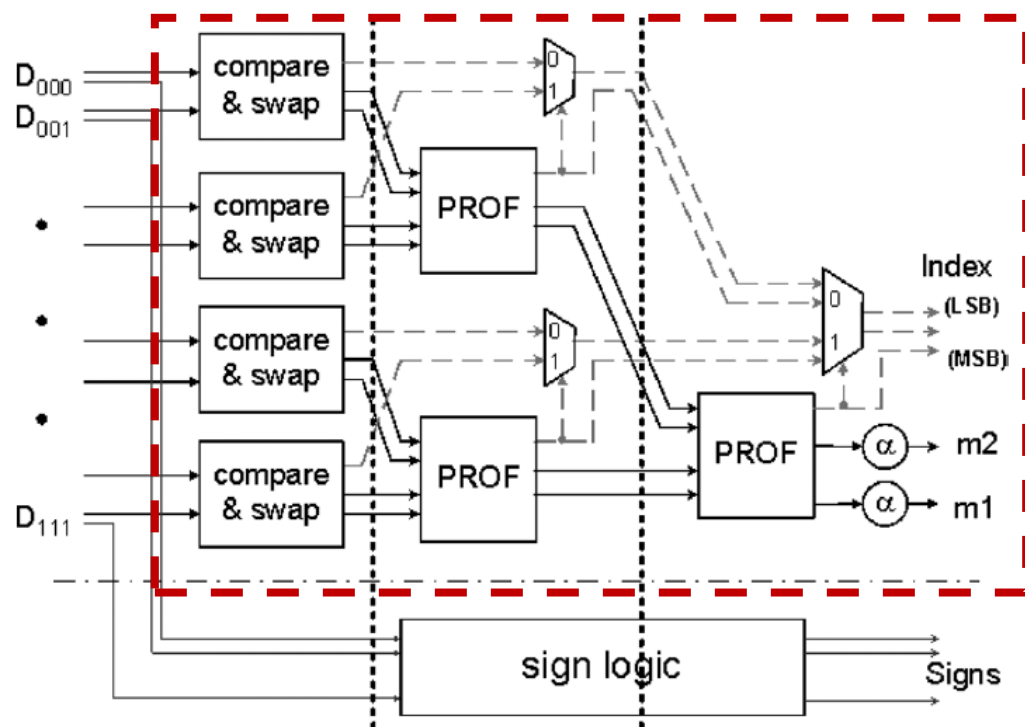 D000
D001
D111
compare
& swap
compare
& swap
compare
& swap
compare
& swap
0
1
PROF
0
1
PROF
0
1
PROF
α
α
Index
(LSB)
(MSB)
m2
m1
sign logic
Signs